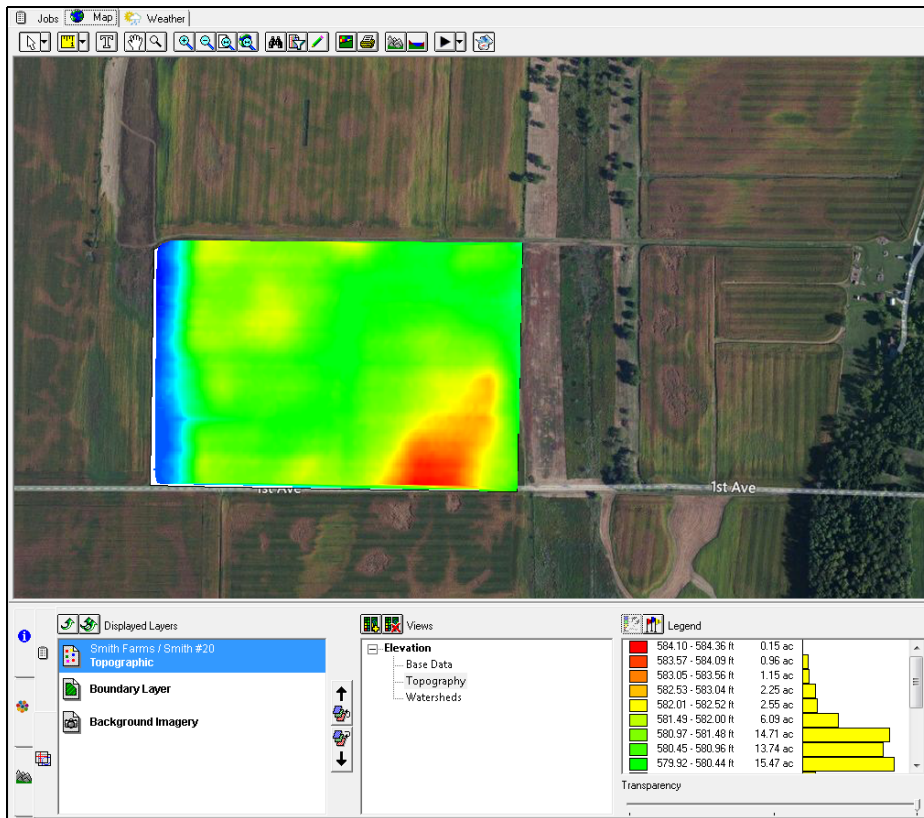 Jobs Map Weather
T
1st Ave
1st Ave
Displayed Layers
Smith Farms / Smith #20
Topographic
Boundary Layer
Background Imagery
Views
Elevation
Base Data
Topography
Watersheds
Legend
584.10 - 584.36 ft 0.15 ac
583.57 - 584.09 ft 0.96 ac
583.05 - 583.56 ft 1.15 ac
582.53 - 583.04 ft 2.25 ac
582.01 - 582.52 ft 2.55 ac
581.49 - 582.00 ft 6.09 ac
580.97 - 581.48 ft 14.71 ac
580.45 - 580.96 ft 13.74 ac
579.92 - 580.44 ft 15.47 ac
Transparency